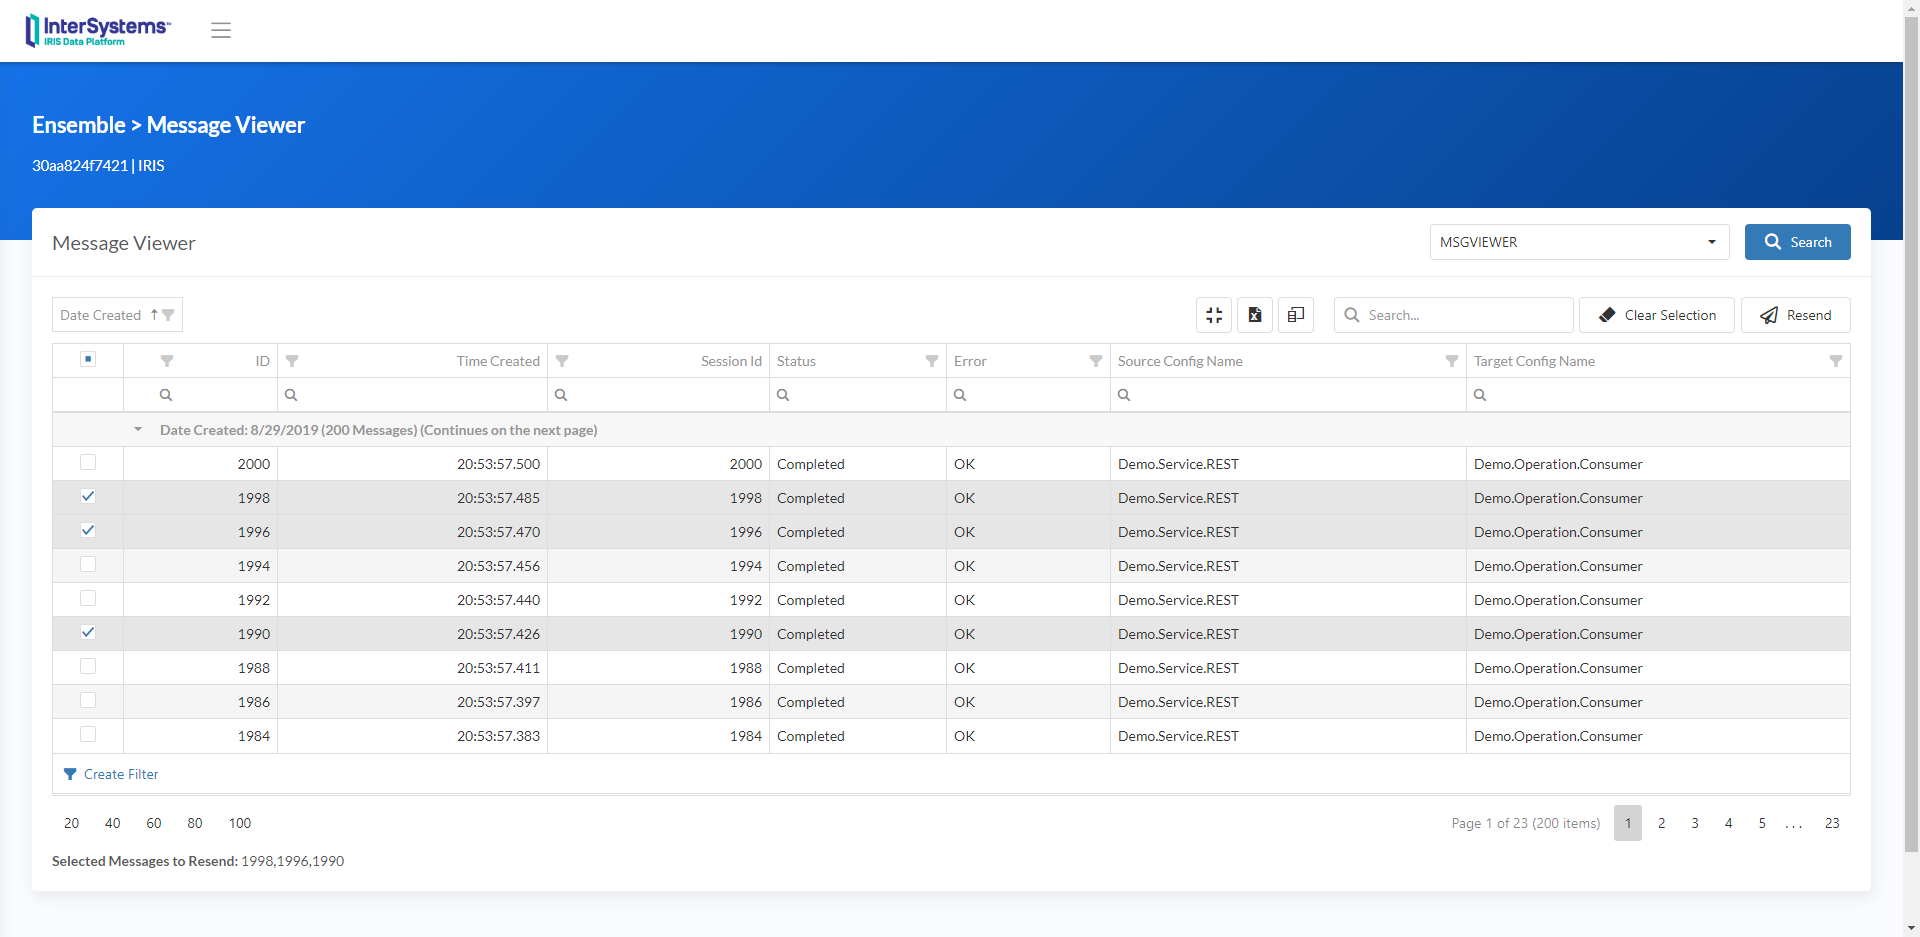 InterSystems™
IRIS Data Platform
Ensemble > Message Viewer
30aa824f7421 | IRIS
Message Viewer
MSGVIEWER
Search
Date Created
Search...
Clear Selection
Resend
ID Time Created Session Id Status Error Source Config Name Target Config Name
Date Created: 8/29/2019 (200 Messages) (Continues on the next page)
2000 20:53:57.500 2000 Completed OK Demo.Service.REST Demo.Operation.Consumer
1998 20:53:57.485 1998 Completed OK Demo.Service.REST Demo.Operation.Consumer
1996 20:53:57.470 1996 Completed OK Demo.Service.REST Demo.Operation.Consumer
1994 20:53:57.456 1994 Completed OK Demo.Service.REST Demo.Operation.Consumer
1992 20:53:57.440 1992 Completed OK Demo.Service.REST Demo.Operation.Consumer
1990 20:53:57.426 1990 Completed OK Demo.Service.REST Demo.Operation.Consumer
1988 20:53:57.411 1988 Completed OK Demo.Service.REST Demo.Operation.Consumer
1986 20:53:57.397 1986 Completed OK Demo.Service.REST Demo.Operation.Consumer
1984 20:53:57.383 1984 Completed OK Demo.Service.REST Demo.Operation.Consumer
Create Filter
20 40 60 80 100
Page 1 of 23 (200 items) 1 2 3 4 5 ... 23
Selected Messages to Resend: 1998,1996,1990